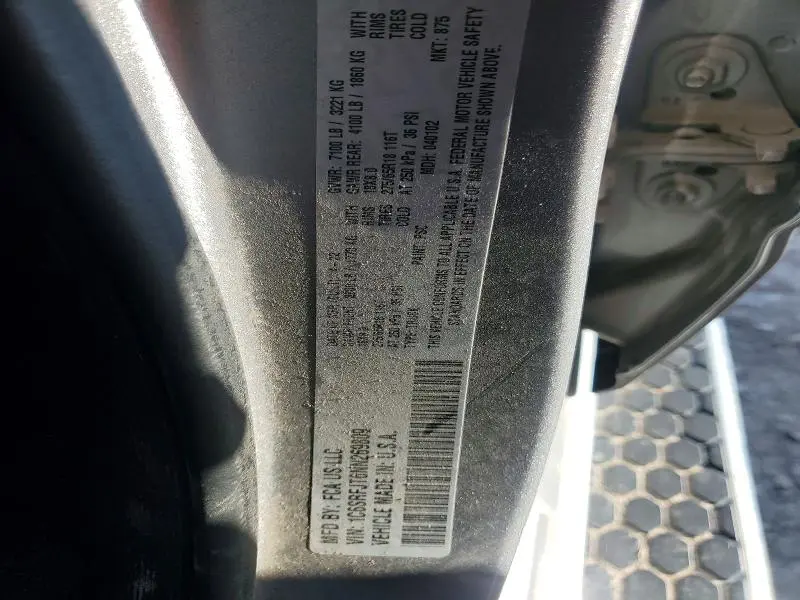 MFD BY: FCA US LLC
GVWR: 7100 LB / 3221 KG
GAWR REAR: 4100 LB / 1860 KG WITH
18X8.0 RIMS
275/65R18 116T TIRES
AT 250 kPa / 36 PSI COLD
WITH
RIMS
TIRES
COLD
TYPE: TRUCK
PAINT: PSC
MDH: 040102
MKT: 875
VIN: 1C6SRFJT6NN269809
VEHICLE MADE IN: U.S.A.
THIS VEHICLE CONFORMS TO ALL APPLICABLE U.S.A. FEDERAL MOTOR VEHICLE SAFETY
STANDARDS IN EFFECT ON THE DATE OF MANUFACTURE SHOWN ABOVE.